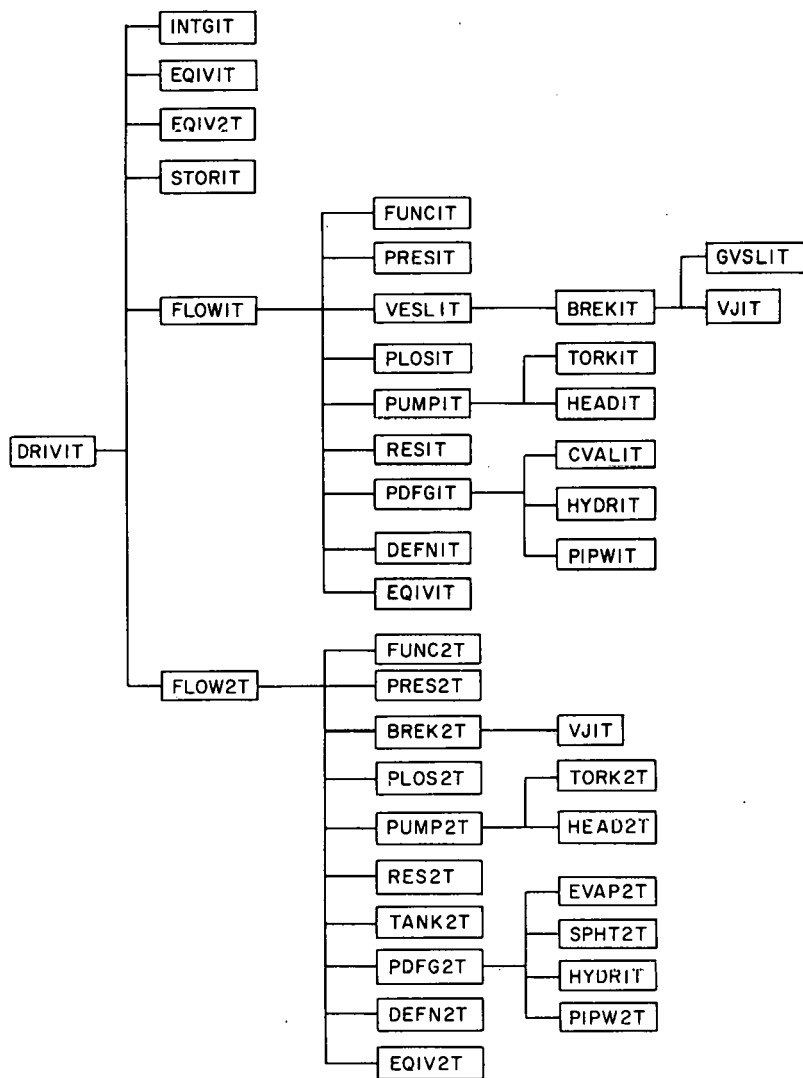 INTGIT
EQIVIT
EQIV2T
STORIT
FUNCIT
PRESIT
GVSLIT
FLOWIT
VESLIT
BREKIT
VJIT
PLOSIT
TORKIT
PUMPIT
HEADIT
DRIVIT
RESIT
CVALIT
PDFGIT
HYDRIT
DEFNIT
PIPWIT
EQIVIT
FUNC2T
FLOW2T
PRES2T
BREK2T
VJIT
PLOS2T
TORK2T
PUMP2T
HEAD2T
RES2T
EVAP2T
TANK2T
SPHT2T
PDFG2T
HYDRIT
DEFN2T
PIPW2T
EQIV2T